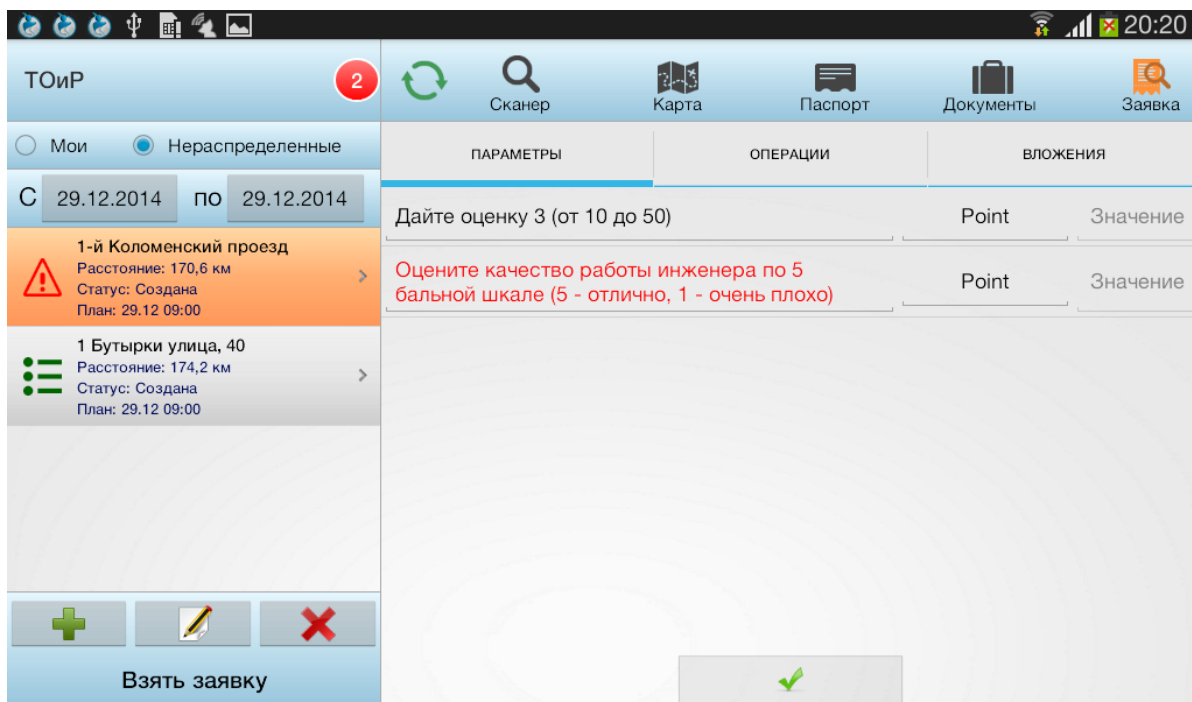 20:20
ТОиР 2
Сканер Карта Паспорт Документы Заявка
Мои Нераспределенные
С 29.12.2014 по 29.12.2014
1-й Коломенский проезд
Расстояние: 170,6 км
Статус: Создана
План: 29.12 09:00
1 Бутырки улица, 40
Расстояние: 174,2 км
Статус: Создана
План: 29.12 09:00
Взять заявку
ПАРАМЕТРЫ ОПЕРАЦИИ ВЛОЖЕНИЯ
Дайте оценку 3 (от 10 до 50) Point Значение
Оцените качество работы инженера по 5
бальной шкале (5 - отлично, 1 - очень плохо) Point Значение